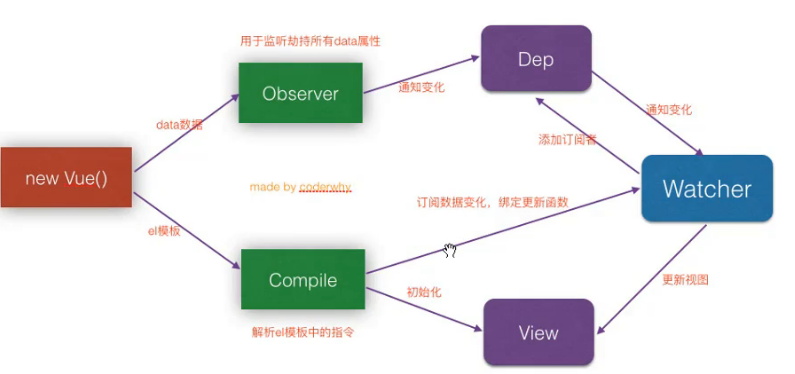 用于监听劫持所有data属性
Dep
Observer
通知变化
通知变化
data数据
添加订阅者
new Vue()
made by coderwhy
Watcher
订阅数据变化，绑定更新函数
el模板
Compile
初始化
更新视图
解析el模板中的指令
View